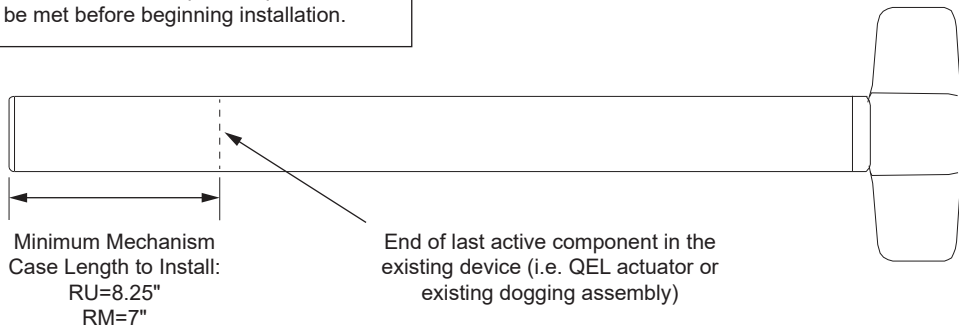 be met before beginning installation.
Minimum Mechanism
Case Length to Install:
RU=8.25"
RM=7"
End of last active component in the
existing device (i.e. QEL actuator or
existing dogging assembly)